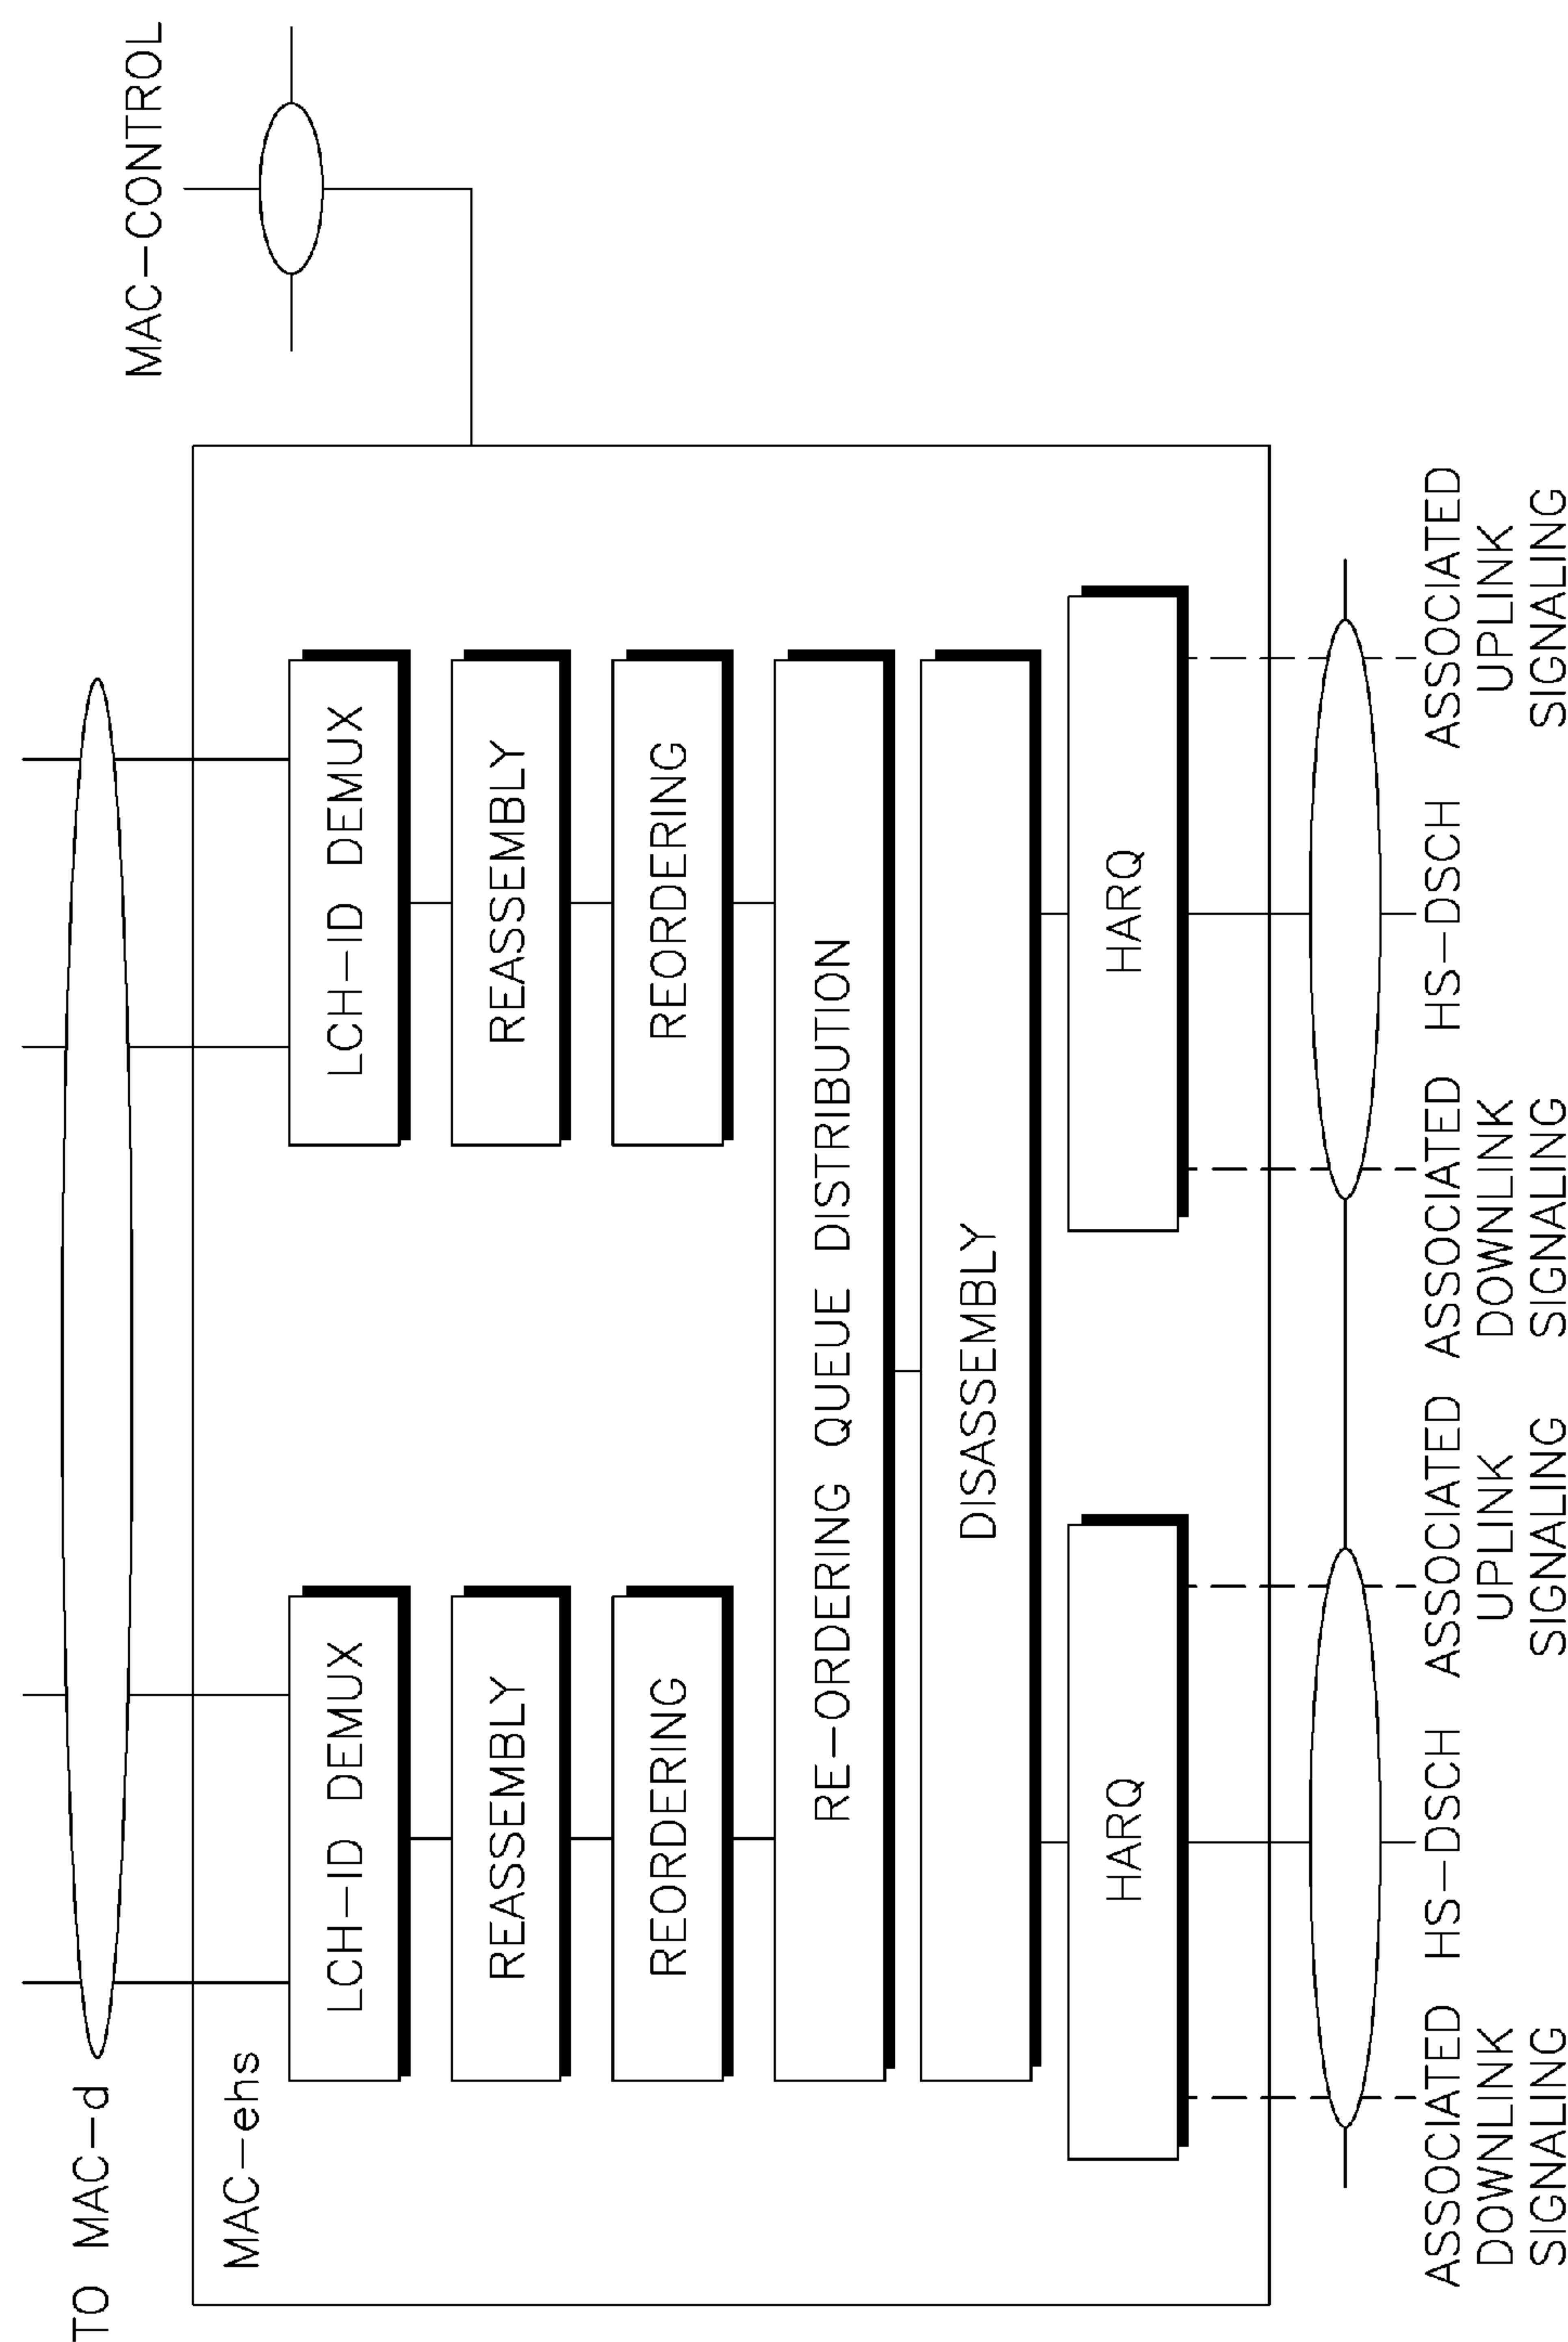 TO MAC-d
MAC-CONTROL
MAC-ehs
LCH-ID DEMUX
LCH-ID DEMUX
REASSEMBLY
REASSEMBLY
REORDERING
REORDERING
RE-ORDERING QUEUE DISTRIBUTION
DISASSEMBLY
HARQ
HARQ
ASSOCIATED
DOWNLINK
SIGNALING
HS-DSCH
ASSOCIATED
UPLINK
SIGNALING
ASSOCIATED
DOWNLINK
SIGNALING
HS-DSCH
ASSOCIATED
UPLINK
SIGNALING